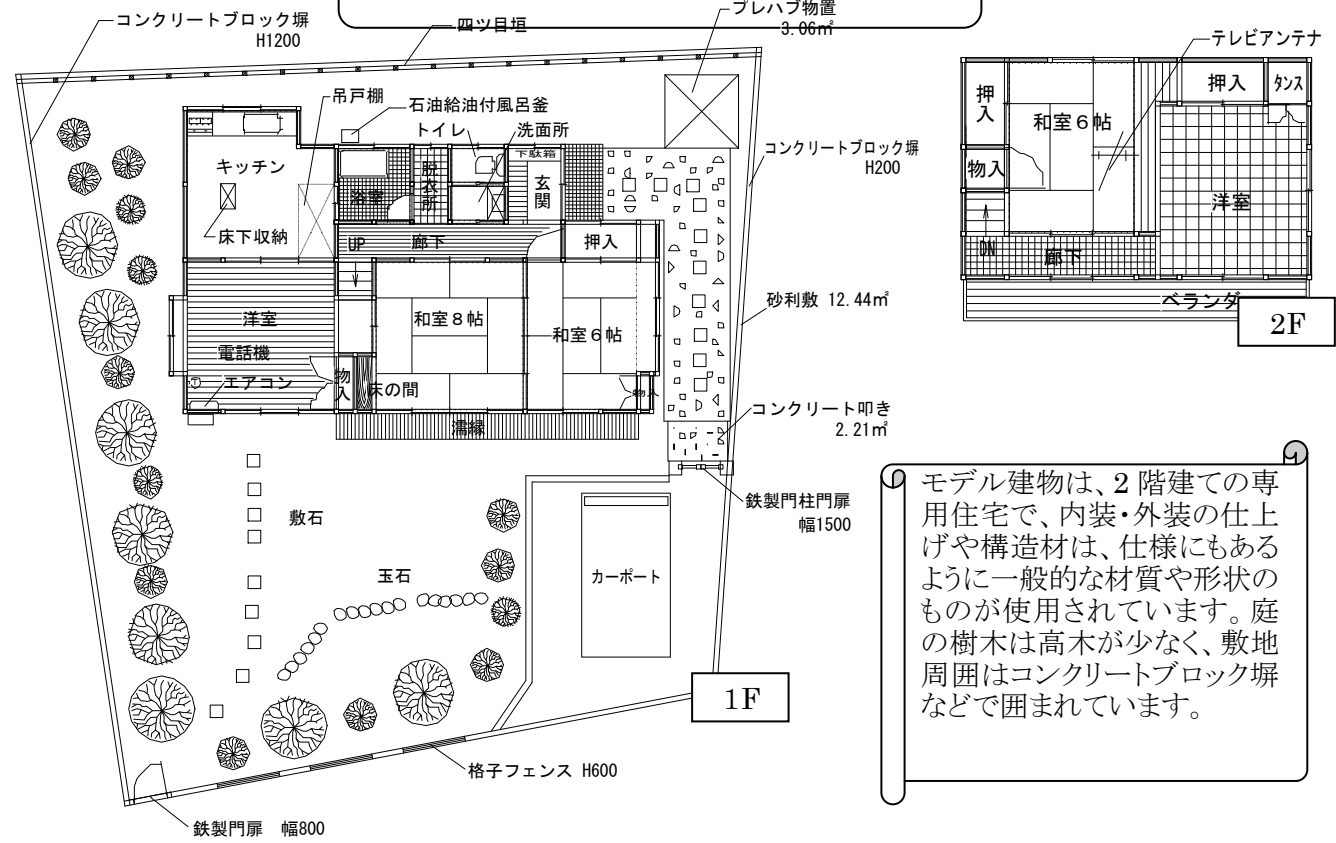 コンクリートブロック塀
H1200
四ツ目垣
プレハブ物置
3.06㎡
テレビアンテナ
吊戸棚
石油給油付風呂釜
トイレ
洗面所
キッチン
浴室
脱衣所
下駄箱
玄関
コンクリートブロック塀
H200
床下収納
UP
廊下
押入
砂利敷 12.44㎡
洋室
和室8帖
和室6帖
電話機
エアコン
物入
床の間
物入
濡縁
コンクリート叩き
2.21㎡
鉄製門柱門扉
幅1500
敷石
玉石
カーポート
1F
格子フェンス H600
鉄製門扉 幅800
押入
和室6帖
押入
タンス
物入
洋室
DN
廊下
ベランダ
2F
モデル建物は、2 階建ての専
用住宅で、内装・外装の仕上
げや構造材は、仕様にもある
ように一般的な材質や形状の
ものが使用されています。庭
の樹木は高木が少なく、敷地
周囲はコンクリートブロック塀
などで囲まれています。